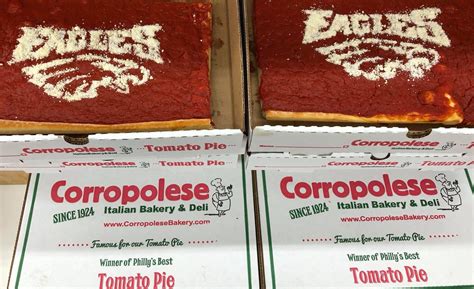 EAGLES
EAGLES
Corropolese
Tomato Pie
Corropolese
Tomato Pie
Corropolese
SINCE 1924
Italian Bakery & Deli
www.CorropoleseBakery.com
Famous for our Tomato Pie
Winner of Philly's Best
Tomato Pie
Corropolese
SINCE 1924
Italian Bakery & Deli
www.CorropoleseBakery.com
Famous for our Tomato Pie
Winner of Philly's Best
Tomato Pie